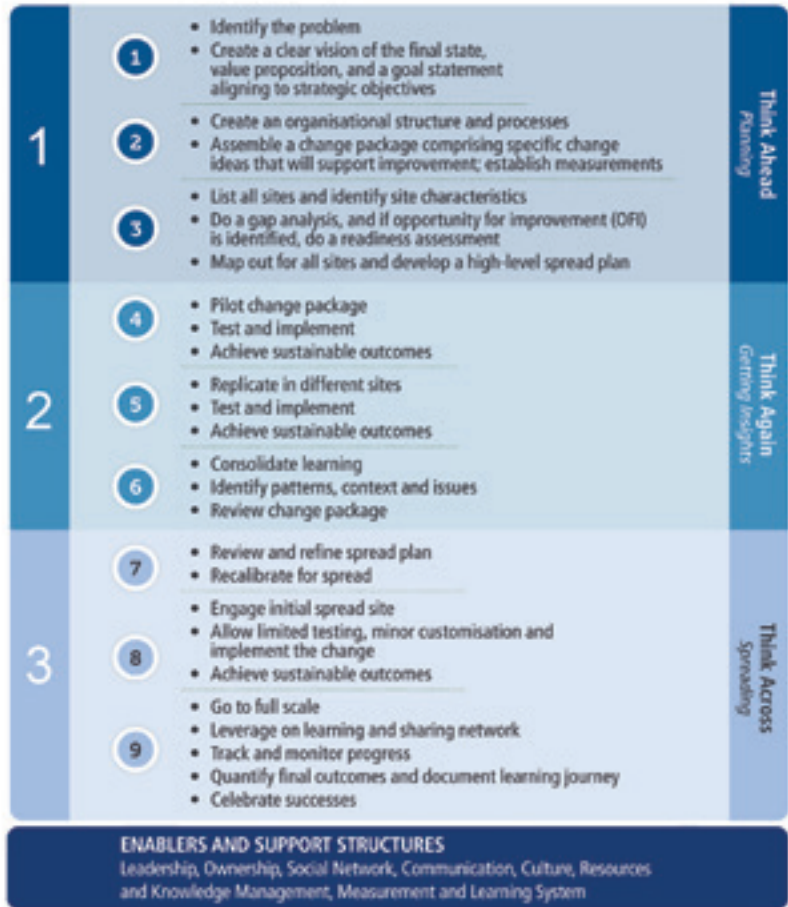 1
1
• Identify the problem
• Create a clear vision of the final state,
value proposition, and a goal statement
aligning to strategic objectives
2
• Create an organisational structure and processes
• Assemble a change package comprising specific change
ideas that will support improvement; establish measurements
3
• List all sites and identify site characteristics
• Do a gap analysis, and if opportunity for improvement (OFI)
is identified, do a readiness assessment
• Map out for all sites and develop a high-level spread plan
Think Ahead
Planning
2
4
• Pilot change package
• Test and implement
• Achieve sustainable outcomes
5
• Replicate in different sites
• Test and implement
• Achieve sustainable outcomes
6
• Consolidate learning
• Identify patterns, context and issues
• Review change package
Think Again
Getting Insights
3
7
• Review and refine spread plan
• Recalibrate for spread
8
• Engage initial spread site
• Allow limited testing, minor customisation and
implement the change
• Achieve sustainable outcomes
9
• Go to full scale
• Leverage on learning and sharing network
• Track and monitor progress
• Quantify final outcomes and document learning journey
• Celebrate successes
Think Across
Spreading
ENABLERS AND SUPPORT STRUCTURES
Leadership, Ownership, Social Network, Communication, Culture, Resources
and Knowledge Management, Measurement and Learning System